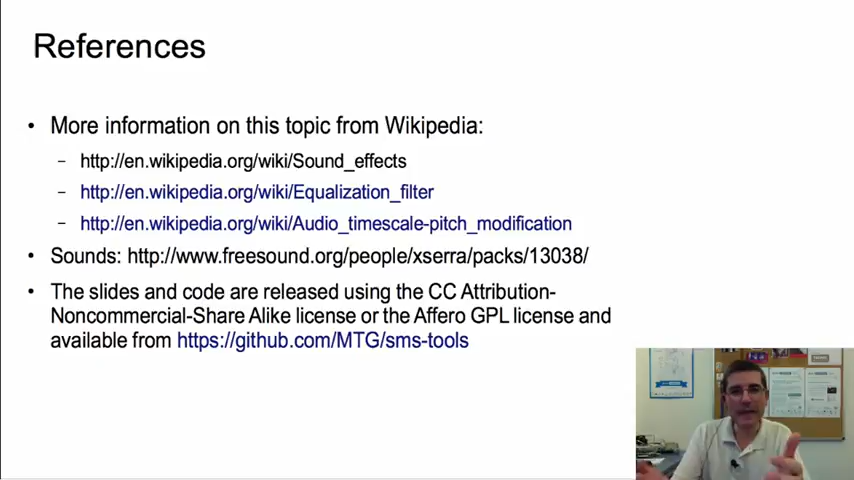 References
• More information on this topic from Wikipedia:
– http://en.wikipedia.org/wiki/Sound_effects
– http://en.wikipedia.org/wiki/Equalization_filter
– http://en.wikipedia.org/wiki/Audio_timescale-pitch_modification
• Sounds: http://www.freesound.org/people/xserra/packs/13038/
• The slides and code are released using the CC Attribution-
Noncommercial-Share Alike license or the Affero GPL license and
available from https://github.com/MTG/sms-tools